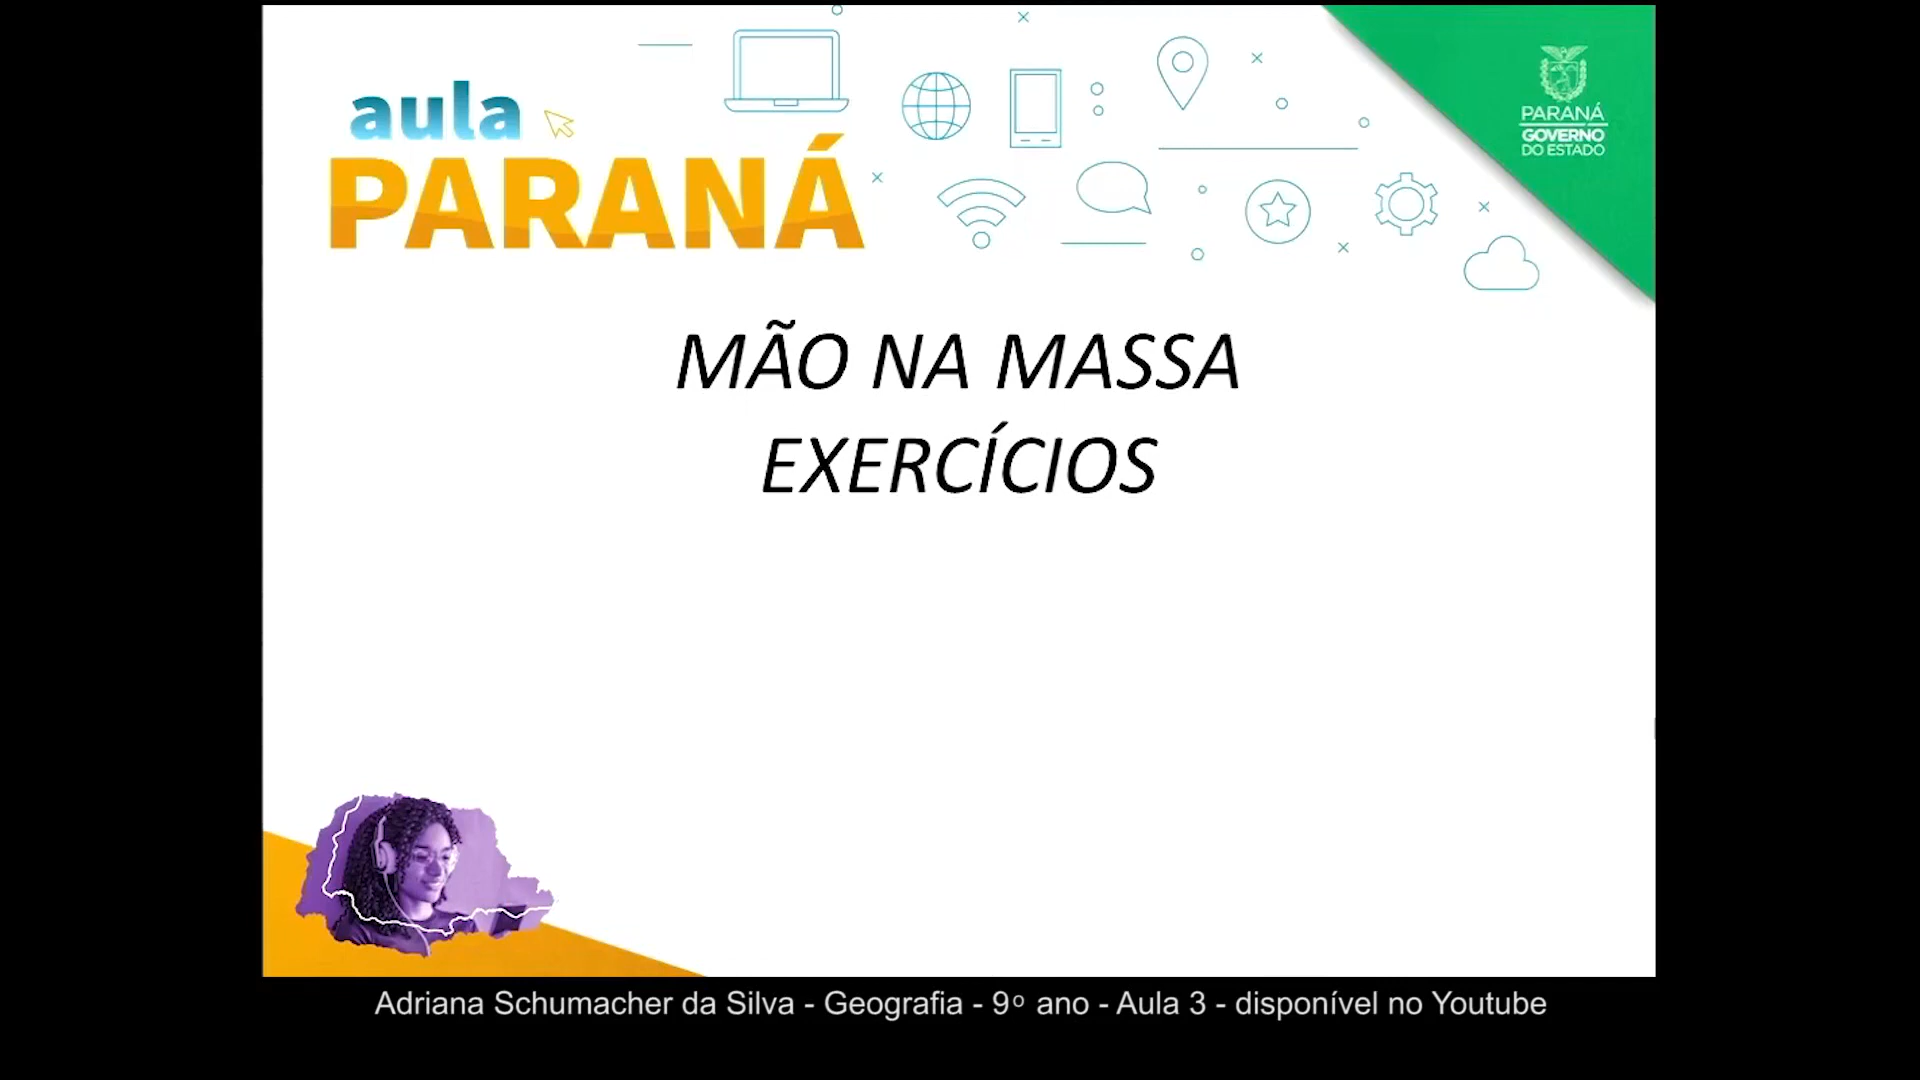 aula
PARANÁ
PARANÁ
GOVERNO
DO ESTADO
MÃO NA MASSA
EXERCÍCIOS
Adriana Schumacher da Silva - Geografia - 9º ano - Aula 3 - disponível no Youtube